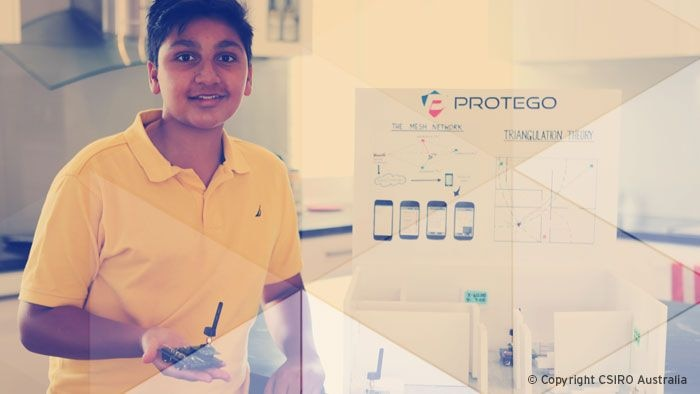 PROTEGO
THE MESH NETWORK
TRIANGULATION THEORY
© Copyright CSIRO Australia